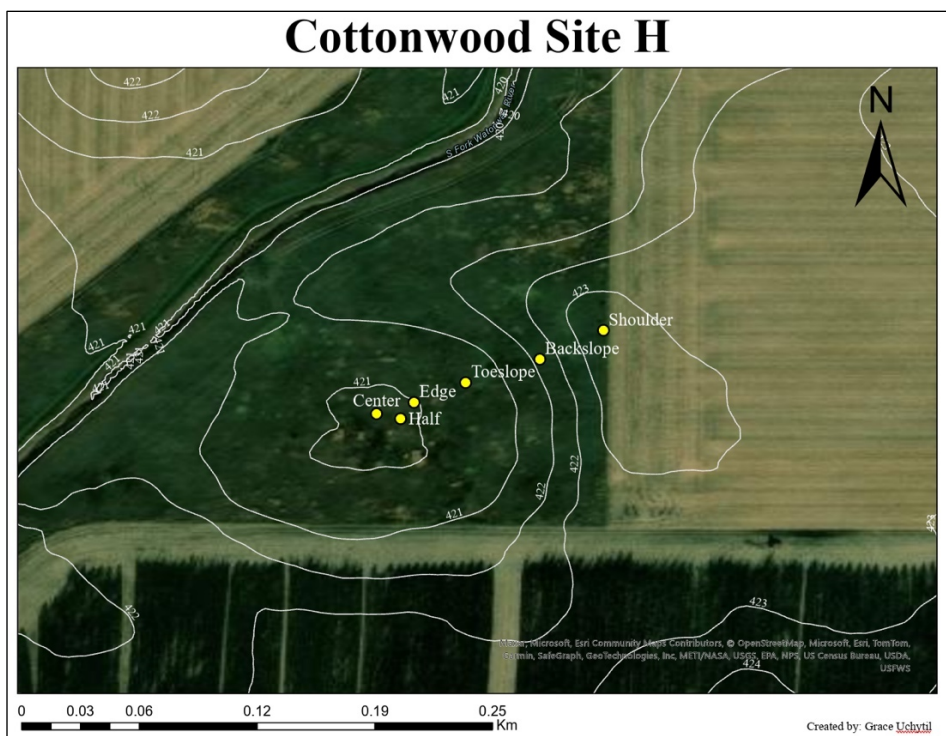 Cottonwood Site H
422
422
421
421
420
420
S Fork Watonwan River
N
423
Shoulder
Backslope
Toeslope
421
Edge
Center
Half
421
421
421
422
422
421
422
423
424
Microsoft, Esri Community Maps Contributors, © OpenStreetMap, Microsoft, Esri, TomTom,
Garmin, SafeGraph, GeoTechnologies, Inc, METI/NASA, USGS, EPA, NPS, US Census Bureau, USDA,
USFWS
0 0.03 0.06 0.12 0.19 0.25
Km
Created by: Grace Uchytil